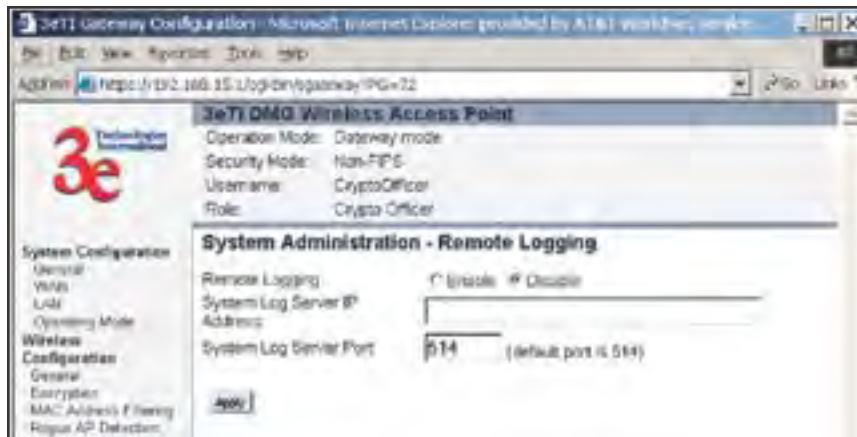 3eTI Gateway Configuration - Microsoft Internet Explorer provided by AT&T WorldNet Service
File Edit View Favorites Tools Help
Address https://192.168.15.1/cgi-bin/sgateway?PG=72 Go Links
3e Technologies International
3eTI DMG Wireless Access Point
Operation Mode: Gateway mode
Security Mode: Non-FIPS
Username: CryptoOfficer
Role: Crypto Officer
System Configuration
General
WAN
LAN
Operating Mode
Wireless Configuration
General
Encryption
MAC Address Filtering
Rogue AP Detection
System Administration - Remote Logging
Remote Logging: Enable Disable
System Log Server IP Address:
System Log Server Port: 514 (default port is 514)
Apply